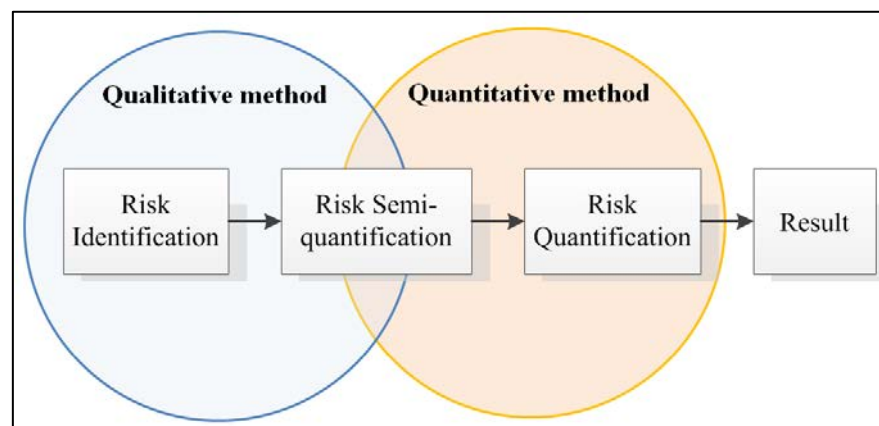 Qualitative method
Quantitative method
Risk
Identification
Risk Semi-
quantification
Risk
Quantification
Result